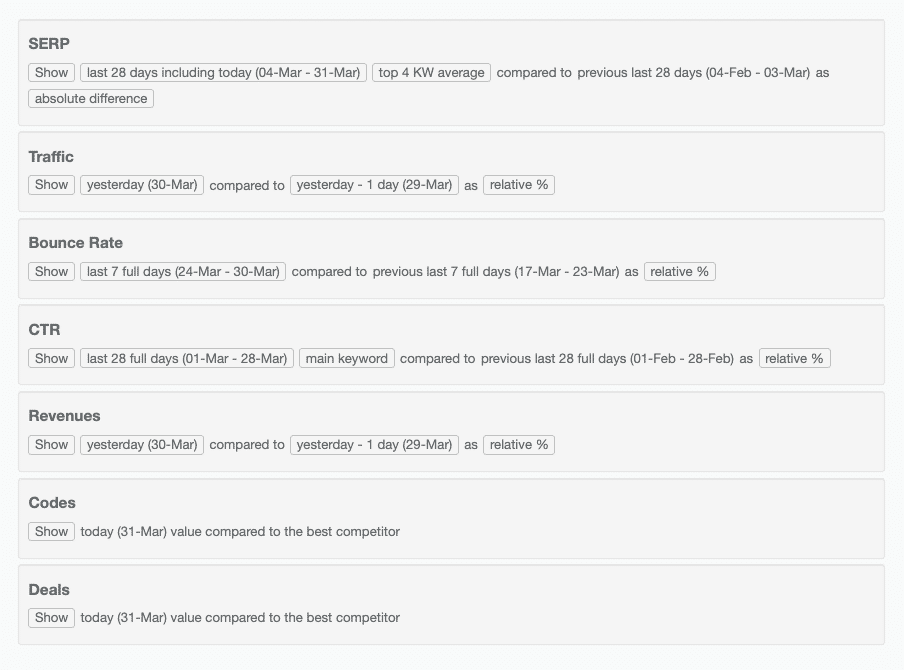 SERP
Show last 28 days including today (04-Mar - 31-Mar) top 4 KW average compared to previous last 28 days (04-Feb - 03-Mar) as
absolute difference
Traffic
Show yesterday (30-Mar) compared to yesterday - 1 day (29-Mar) as relative %
Bounce Rate
Show last 7 full days (24-Mar - 30-Mar) compared to previous last 7 full days (17-Mar - 23-Mar) as relative %
CTR
Show last 28 full days (01-Mar - 28-Mar) main keyword compared to previous last 28 full days (01-Feb - 28-Feb) as relative %
Revenues
Show yesterday (30-Mar) compared to yesterday - 1 day (29-Mar) as relative %
Codes
Show today (31-Mar) value compared to the best competitor
Deals
Show today (31-Mar) value compared to the best competitor